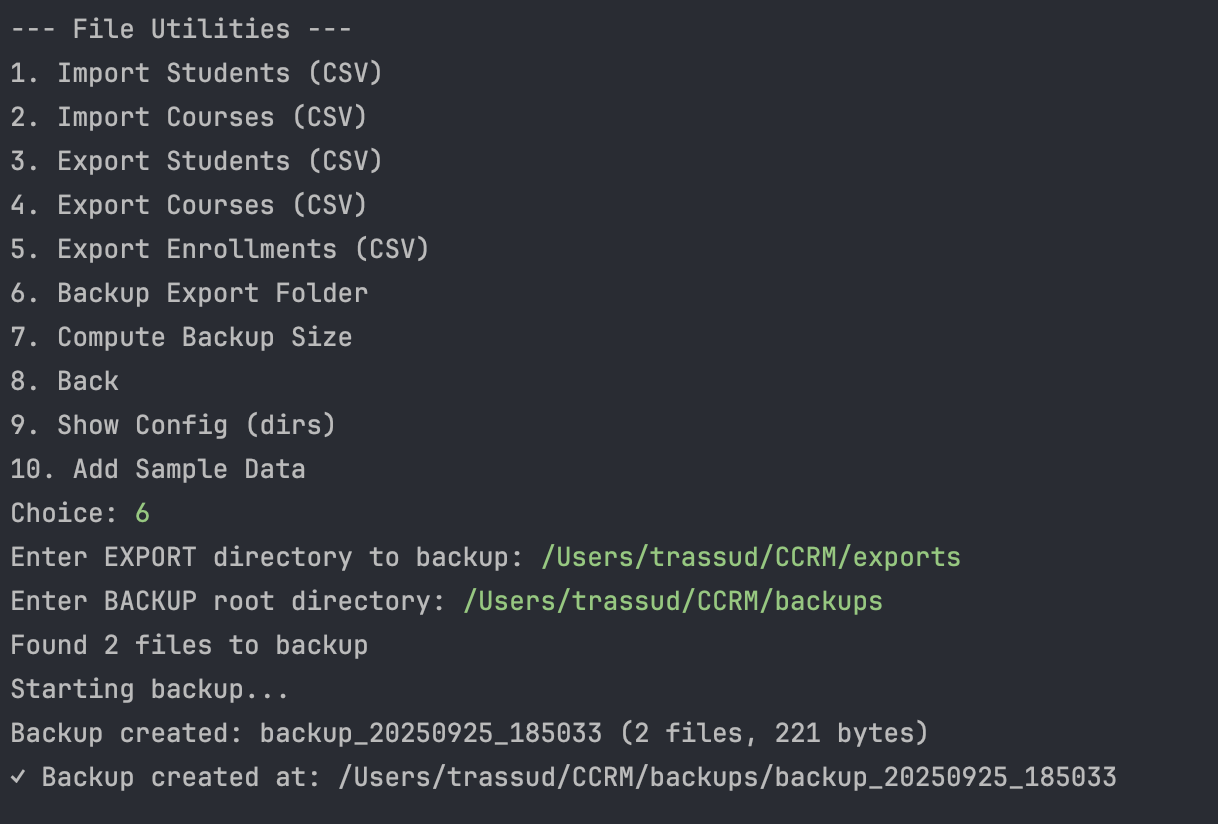 --- File Utilities ---
1. Import Students (CSV)
2. Import Courses (CSV)
3. Export Students (CSV)
4. Export Courses (CSV)
5. Export Enrollments (CSV)
6. Backup Export Folder
7. Compute Backup Size
8. Back
9. Show Config (dirs)
10. Add Sample Data
Choice: 6
Enter EXPORT directory to backup: /Users/trassud/CCRM/exports
Enter BACKUP root directory: /Users/trassud/CCRM/backups
Found 2 files to backup
Starting backup...
Backup created: backup_20250925_185033 (2 files, 221 bytes)
✓ Backup created at: /Users/trassud/CCRM/backups/backup_20250925_185033